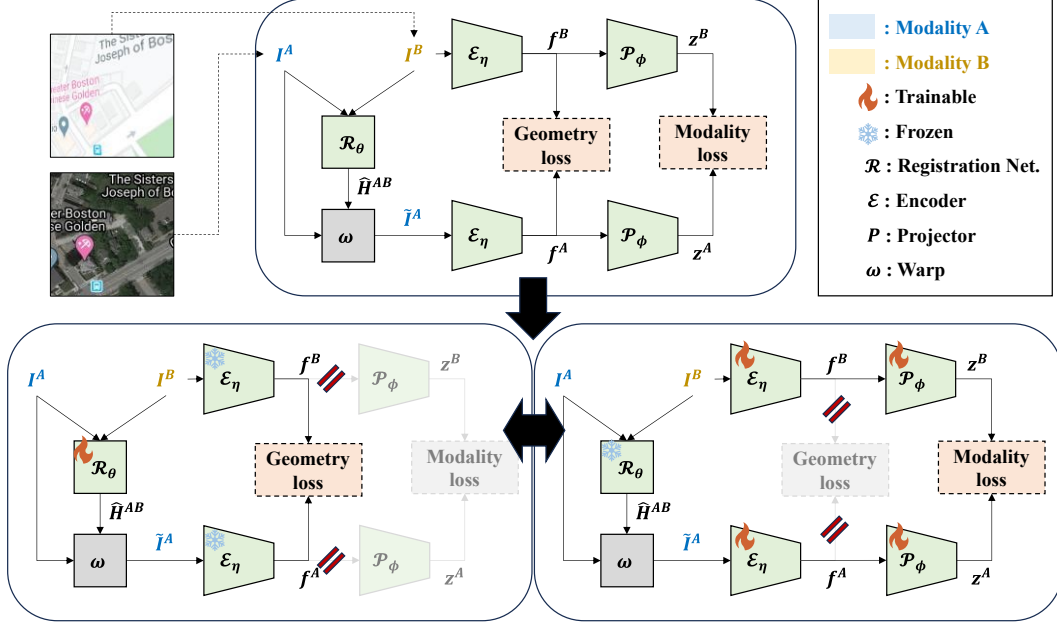 The Sisters
Joseph of Bos
eater Boston
nese Golden
The Sisters
Joseph of Bo
er Boston
e Golden
I^A
I^B
ℰ_η
f^B
𝒫_ϕ
z^B
ℛ_θ
Geometry
loss
Modality
loss
Ĥ^{AB}
ω
Ĩ^A
ℰ_η
f^A
𝒫_ϕ
z^A
: Modality A
: Modality B
: Trainable
: Frozen
ℛ : Registration Net.
ℰ : Encoder
P : Projector
ω : Warp
I^A
I^B
ℰ_η
f^B
𝒫_ϕ
z^B
ℛ_θ
Geometry
loss
Modality
loss
Ĥ^{AB}
ω
Ĩ^A
ℰ_η
f^A
𝒫_ϕ
z^A
I^A
I^B
ℰ_η
f^B
𝒫_ϕ
z^B
ℛ_θ
Geometry
loss
Modality
loss
Ĥ^{AB}
ω
Ĩ^A
ℰ_η
f^A
𝒫_ϕ
z^A